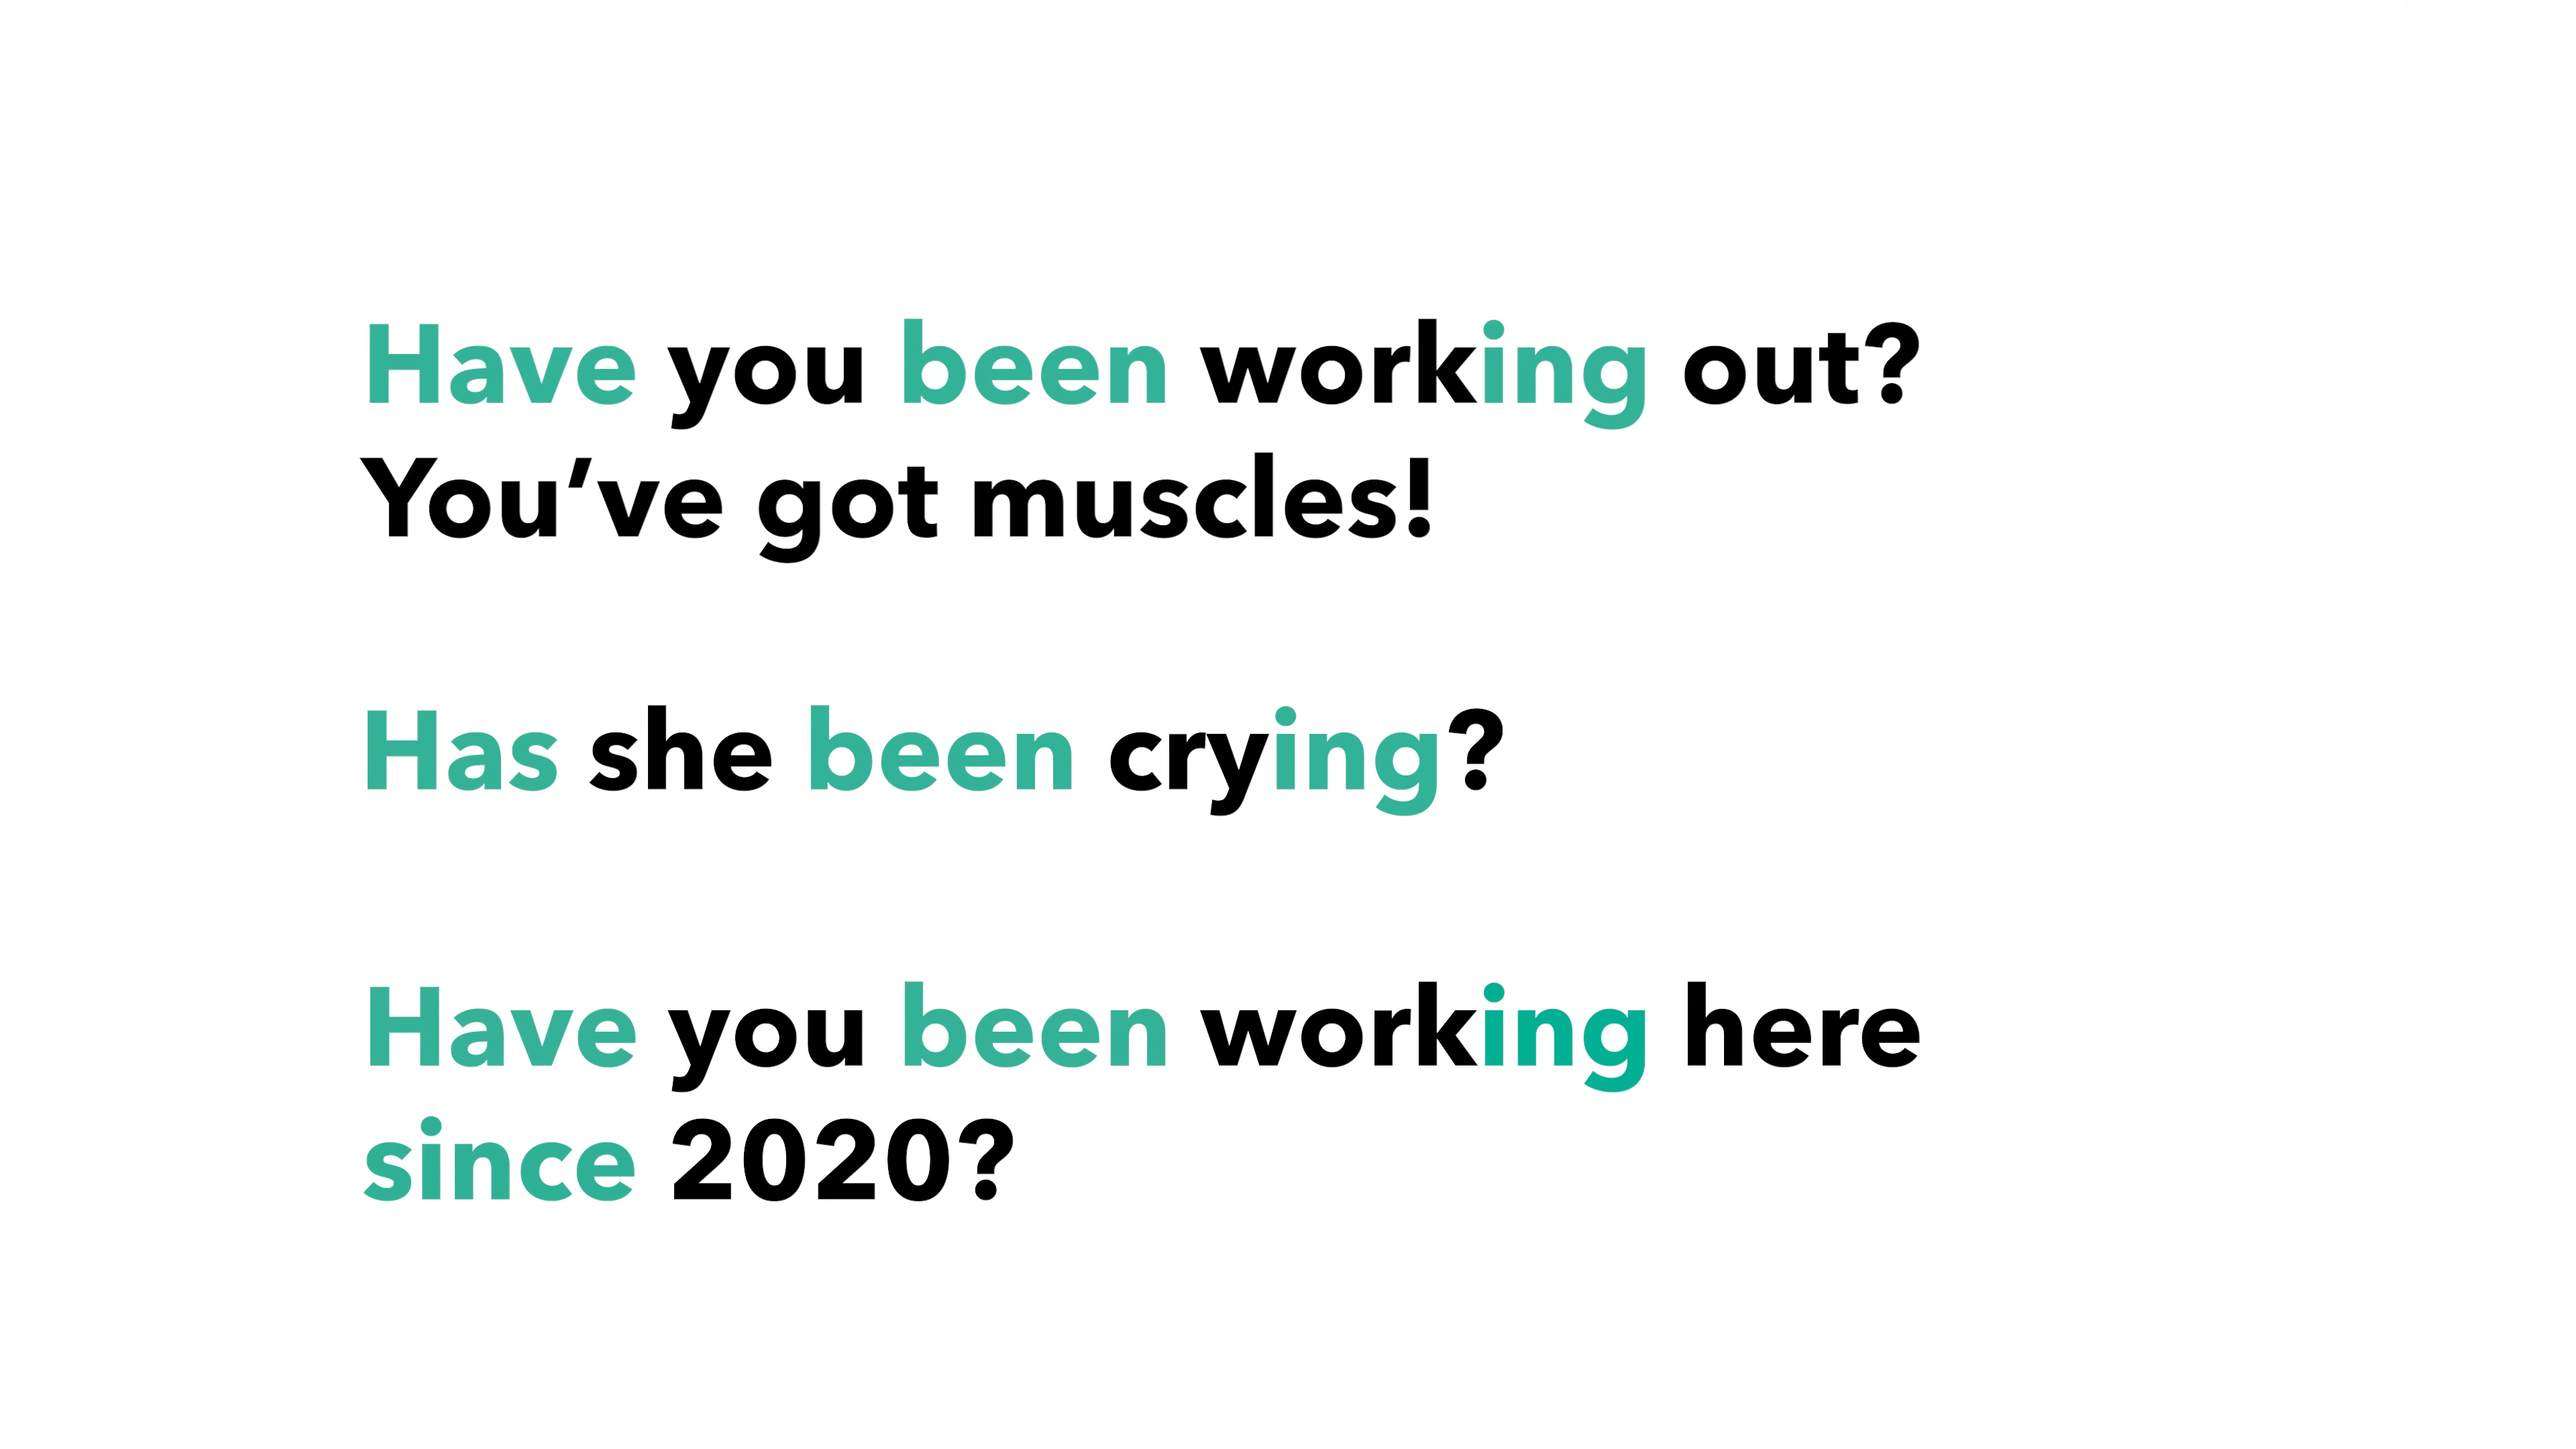 Have you been working out?
You’ve got muscles!
Has she been crying?
Have you been working here
since 2020?